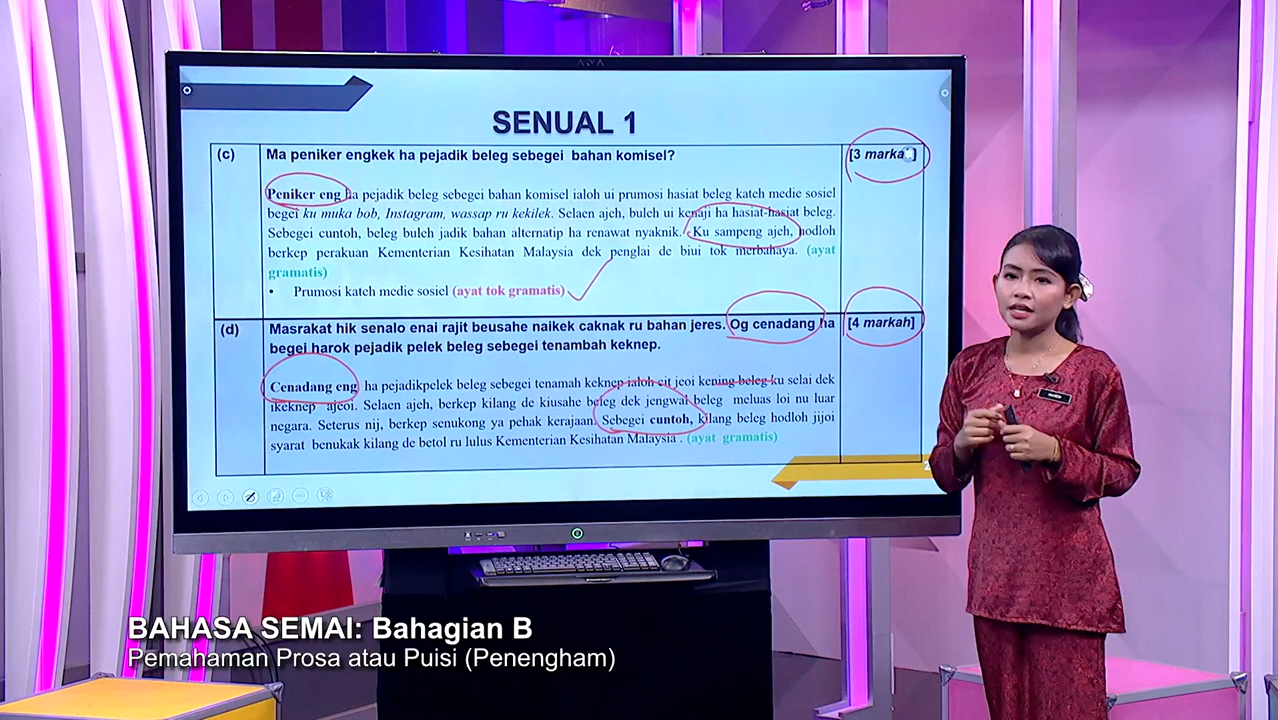 SENUAL 1
(c) Ma peniker engkek ha pejadik beleg sebegei bahan komisel? [3 marka ]
Peniker eng ha pejadik beleg sebegei bahan komisel ialoh ui prumosi hasiat beleg kateh medie sosiel
begei ku muka bob, Instagram, wassap ru kekilek. Selaen ajeh, buleh ui kenaji ha hasiat-hasiat beleg.
Sebegei cuntoh, beleg buleh jadik bahan alternatip ha renawat nyaknik. Ku sampeng ajeh, hodloh
berkep perakuan Kementerian Kesihatan Malaysia dek penglai de biui tok merbahaya. (ayat
gramatis)
• Prumosi kateh medie sosiel (ayat tok gramatis)
(d) Masrakat hik senalo enai rajit beusahe naikek caknak ru bahan jeres. Og cenadang ha [4 markah]
begei harok pejadik pelek beleg sebegei tenambah keknep.
Cenadang eng ha pejadikpelek beleg sebegei tenamah keknep ialoh cit jeoi kening beleg ku selai dek
ikeknep ajeoi. Selaen ajeh, berkep kilang de kiusahe beleg dek jengwal beleg meluas loi nu luar
negara. Seterus nij, berkep senukong ya pehak kerajaan. Sebegei cuntoh, kilang beleg hodloh jijoi
syarat benukak kilang de betol ru lulus Kementerian Kesihatan Malaysia . (ayat gramatis)
BAHASA SEMAI: Bahagian B
Pemahaman Prosa atau Puisi (Penengham)